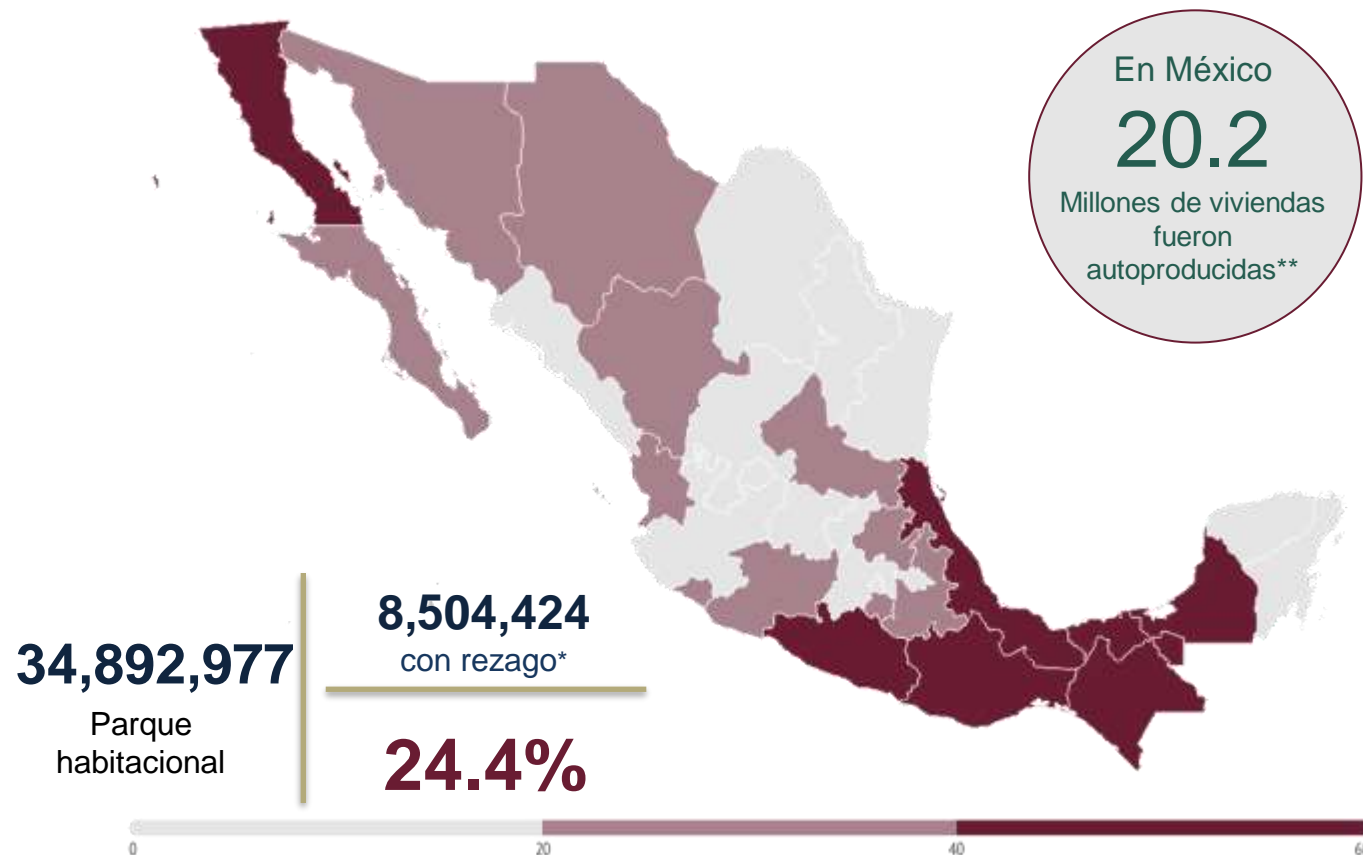 En México
20.2
Millones de viviendas
fueron
autoproducidas**
34,892,977
Parque
habitacional
8,504,424
con rezago*
24.4%
0
20
40